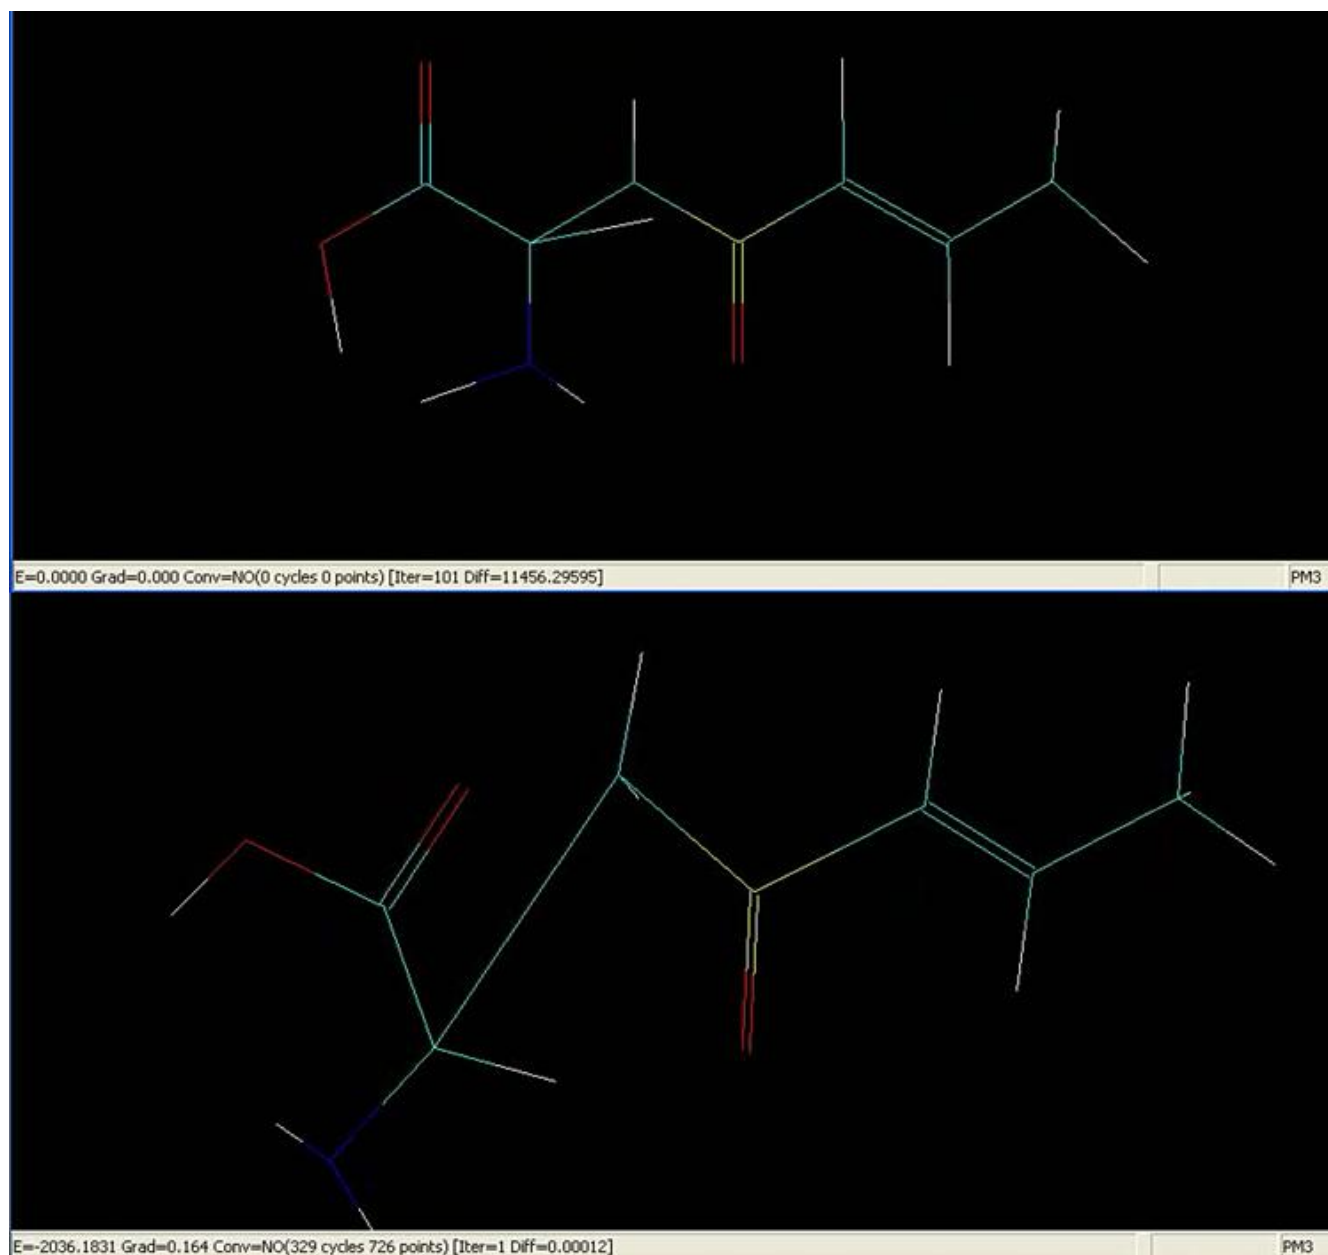 E=0.0000 Grad=0.000 Conv=NO(0 cycles 0 points) [Iter=101 Diff=11456.29595] PM3
E=-2036.1831 Grad=0.164 Conv=NO(329 cycles 726 points) [Iter=1 Diff=0.00012] PM3